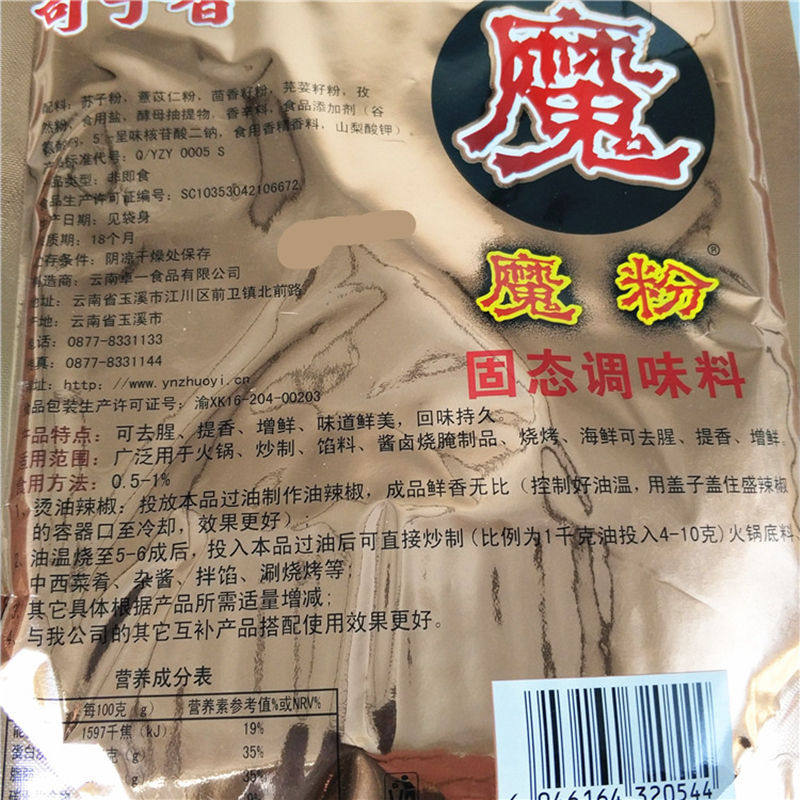 魔
魔粉®
固态调味料
配料：苏子粉、薏苡仁粉、茴香籽粉、芫荽籽粉、孜
然粉、食用盐、酵母抽提物、香辛料、食品添加剂（谷
氨酸钠、5'-呈味核苷酸二钠、食用香精香料、山梨酸钾）
产品标准代号：Q/YZY 0005 S
产品类型：非即食
食品生产许可证编号：SC10353042106672
生产日期：见袋身
保质期：18个月
贮存条件：阴凉干燥处保存
制造商：云南卓一食品有限公司
地址：云南省玉溪市江川区前卫镇北前路
产地：云南省玉溪市
电话：0877-8331133
传真：0877-8331144
网址：http: //www.ynzhuoyi.cn
食品包装生产许可证号：渝XK16-204-00203
产品特点：可去腥、提香、增鲜、味道鲜美，回味持久
适用范围：广泛用于火锅、炒制、馅料、酱卤烧腌制品、烧烤、海鲜可去腥、提香、增鲜。
食用方法：0.5-1%
1、烫油辣椒：投放本品过油制作油辣椒，成品鲜香无比（控制好油温，用盖子盖住盛辣椒
的容器口至冷却，效果更好）
2、油温烧至5-6成后，投入本品过油后可直接炒制（比例为1千克油投入4-10克）火锅底料、
中西菜肴、杂酱、拌馅、涮烧烤等；
3、其它具体根据产品所需适量增减；
4、与我公司的其它互补产品搭配使用效果更好。
营养成分表
每100克（g） 营养素参考值%或NRV%
1597千焦（kJ） 19%
蛋白 克（g） 35%
g） 35%
046164 320544